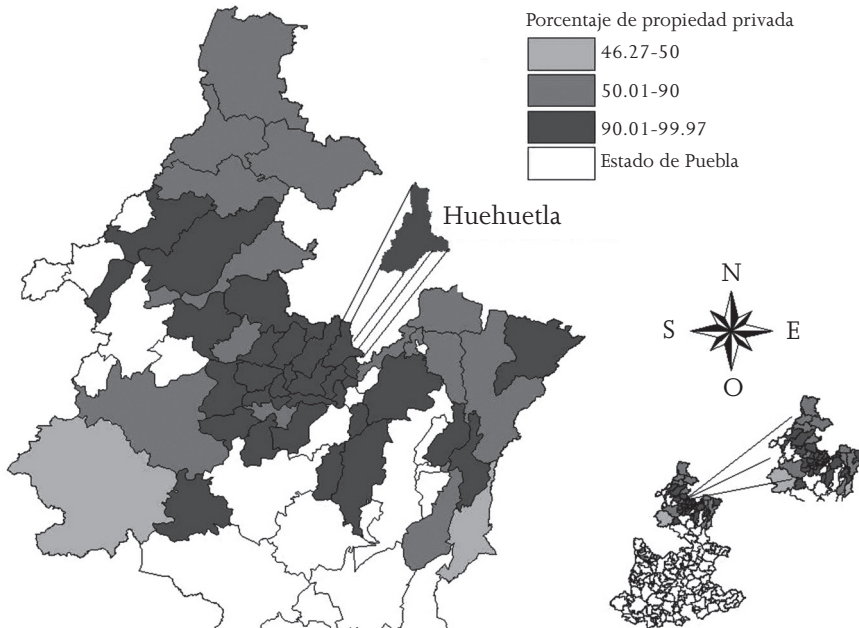 Porcentaje de propiedad privada
46.27-50
50.01-90
90.01-99.97
Estado de Puebla
Huehuetla
N
S
E
O